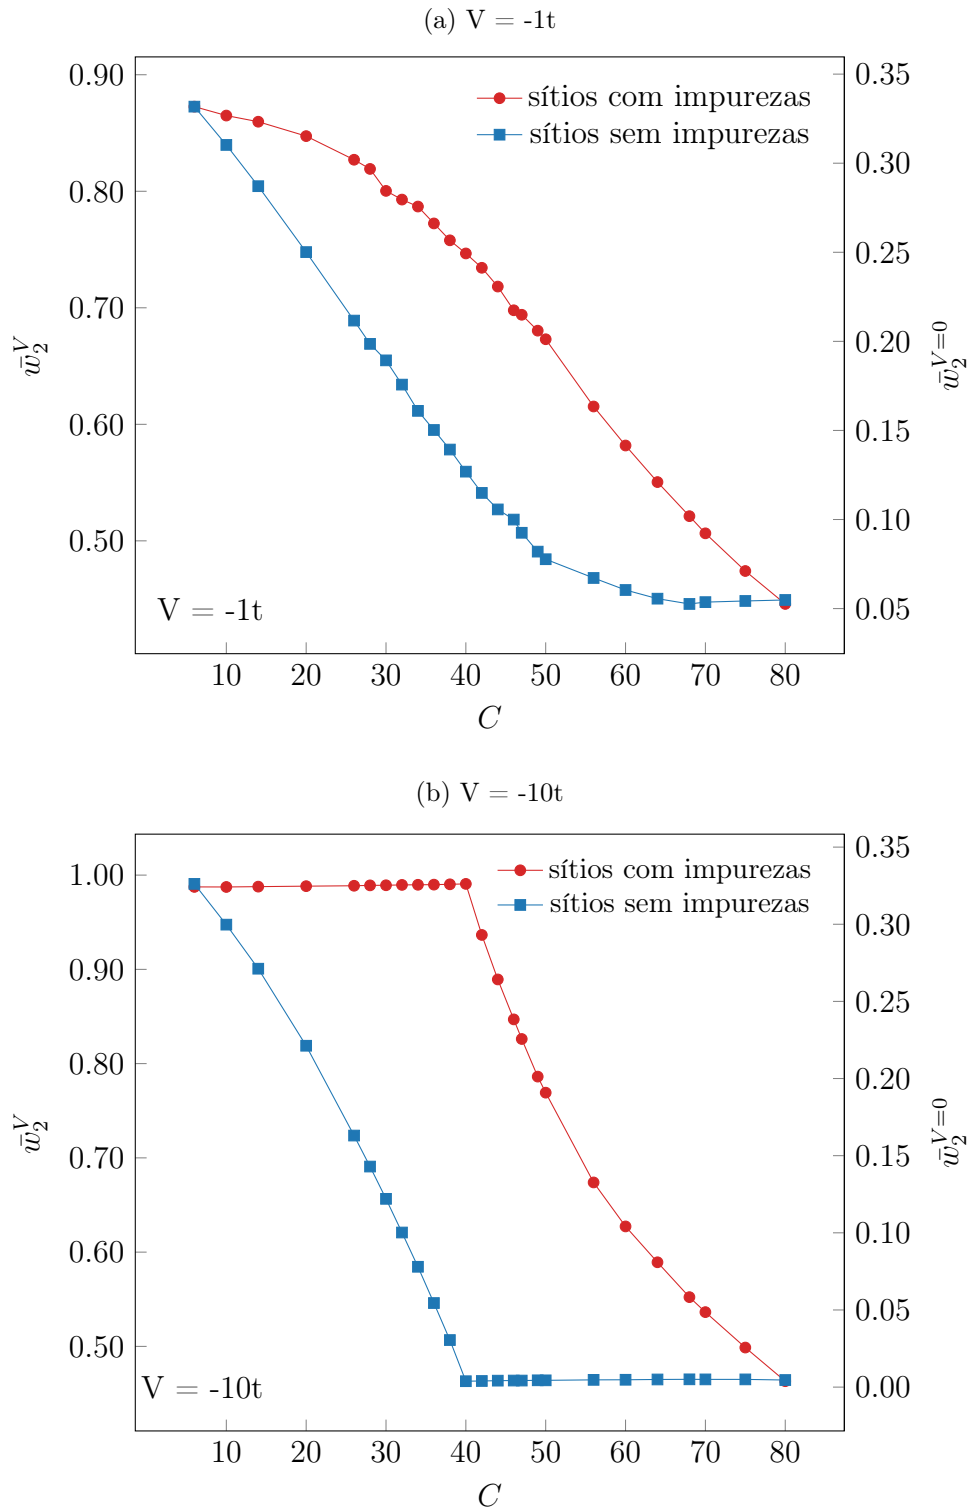 (a) V = -1t
0.90
0.80
0.70
0.60
0.50
0.35
0.30
0.25
0.20
0.15
0.10
0.05
sítios com impurezas
sítios sem impurezas
w̄₂^V
w̄₂^{V=0}
V = -1t
10 20 30 40 50 60 70 80
C
(b) V = -10t
1.00
0.90
0.80
0.70
0.60
0.50
0.35
0.30
0.25
0.20
0.15
0.10
0.05
0.00
sítios com impurezas
sítios sem impurezas
w̄₂^V
w̄₂^{V=0}
V = -10t
10 20 30 40 50 60 70 80
C